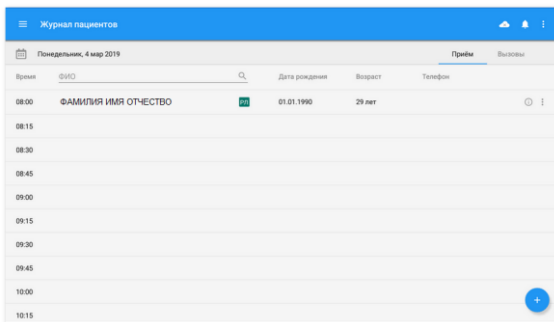 Журнал пациентов
Понедельник, 4 мар 2019 Приём Вызовы
Время ФИО Дата рождения Возраст Телефон
08:00 ФАМИЛИЯ ИМЯ ОТЧЕСТВО РЛ 01.01.1990 29 лет
08:15
08:30
08:45
09:00
09:15
09:30
09:45
10:00
10:15